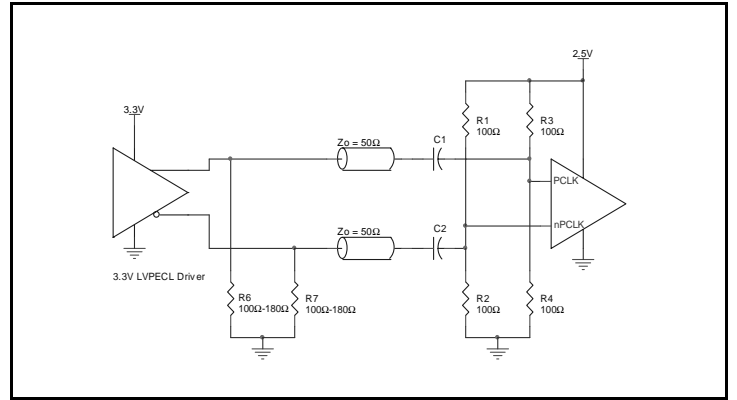 2.5V
3.3V
R1
100Ω
R3
100Ω
Zo = 50Ω
C1
PCLK
nPCLK
Zo = 50Ω
C2
3.3V LVPECL Driver
R6
100Ω-180Ω
R7
100Ω-180Ω
R2
100Ω
R4
100Ω